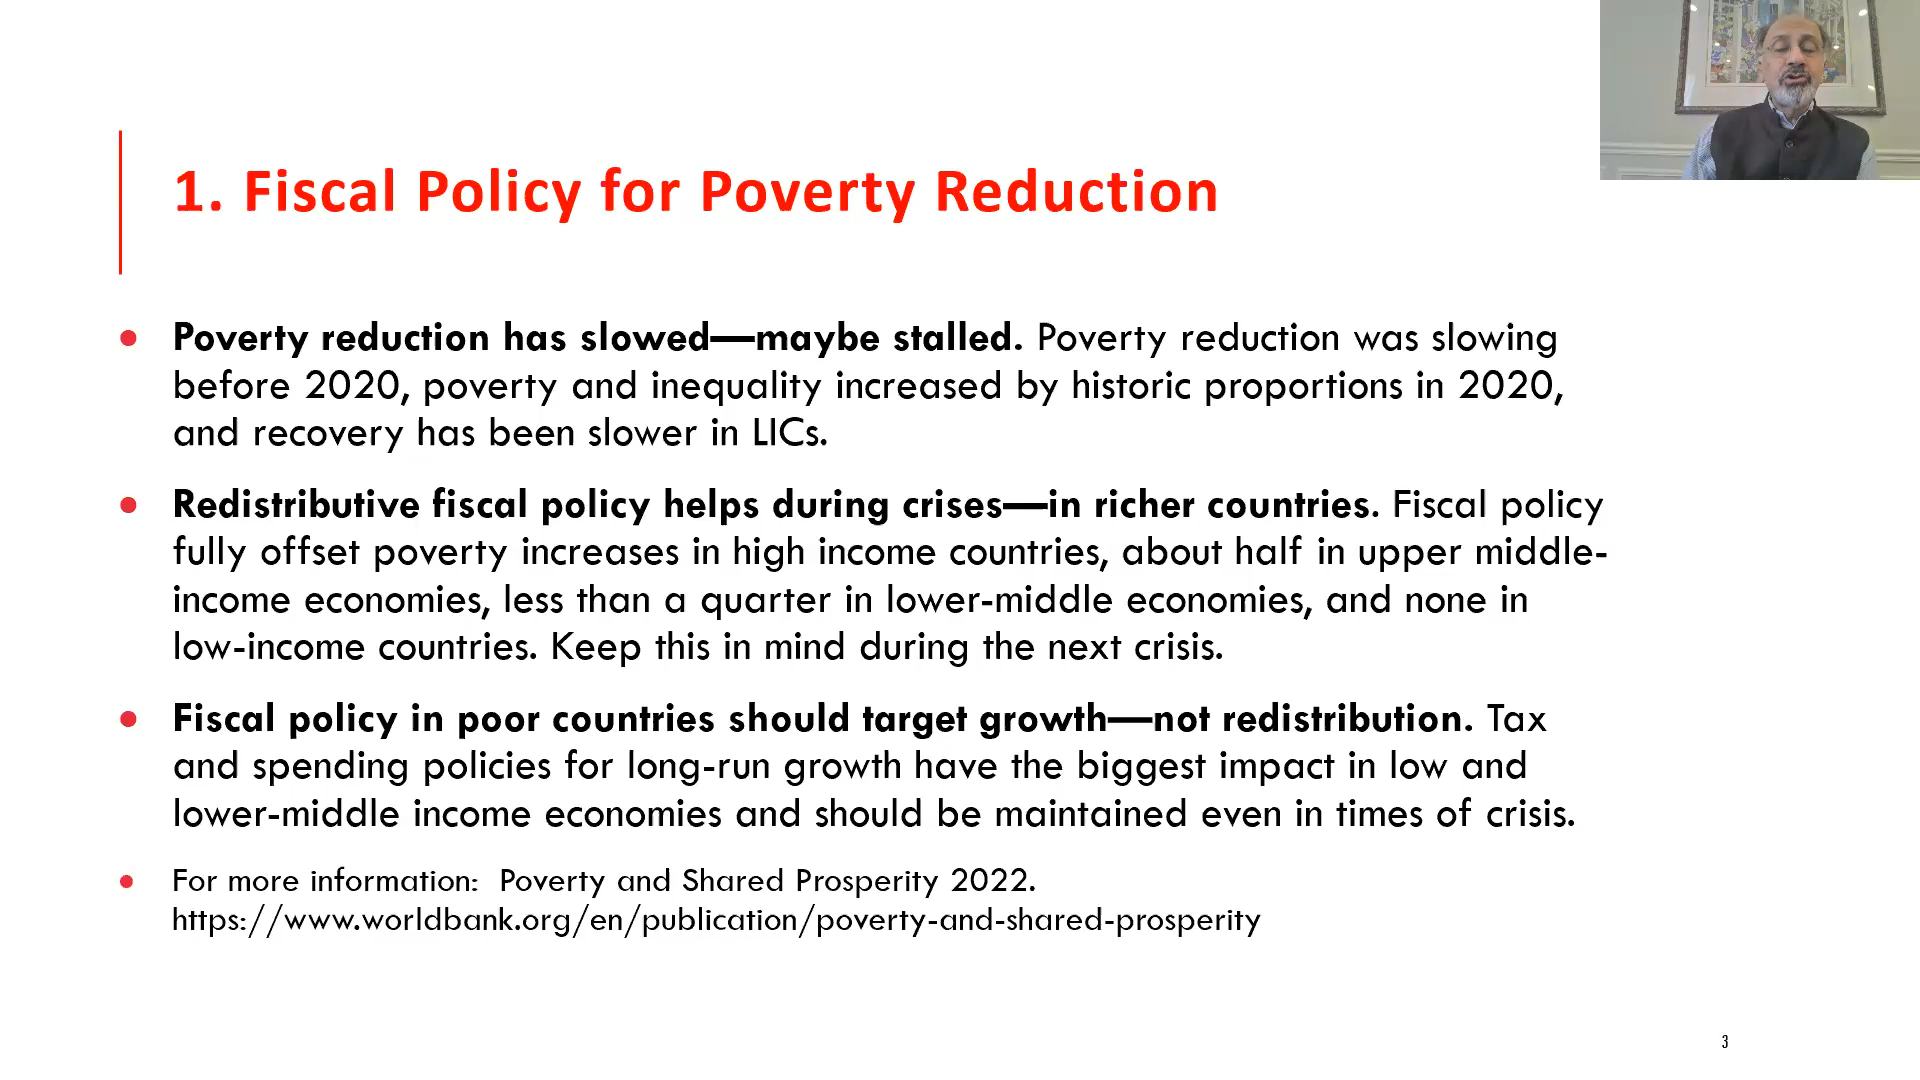 1. Fiscal Policy for Poverty Reduction
Poverty reduction has slowed—maybe stalled. Poverty reduction was slowing
before 2020, poverty and inequality increased by historic proportions in 2020,
and recovery has been slower in LICs.
Redistributive fiscal policy helps during crises—in richer countries. Fiscal policy
fully offset poverty increases in high income countries, about half in upper middle-
income economies, less than a quarter in lower-middle economies, and none in
low-income countries. Keep this in mind during the next crisis.
Fiscal policy in poor countries should target growth—not redistribution. Tax
and spending policies for long-run growth have the biggest impact in low and
lower-middle income economies and should be maintained even in times of crisis.
For more information:  Poverty and Shared Prosperity 2022.
https://www.worldbank.org/en/publication/poverty-and-shared-prosperity
3